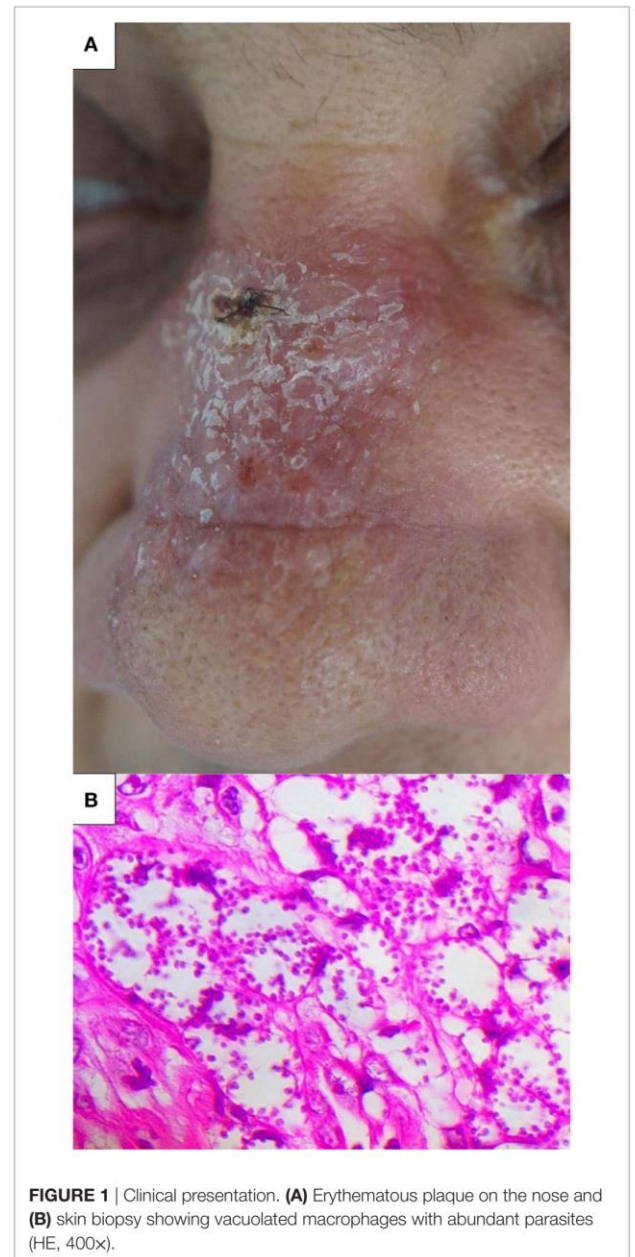 A
B
FIGURE 1 | Clinical presentation. (A) Erythematous plaque on the nose and
(B) skin biopsy showing vacuolated macrophages with abundant parasites
(HE, 400×).